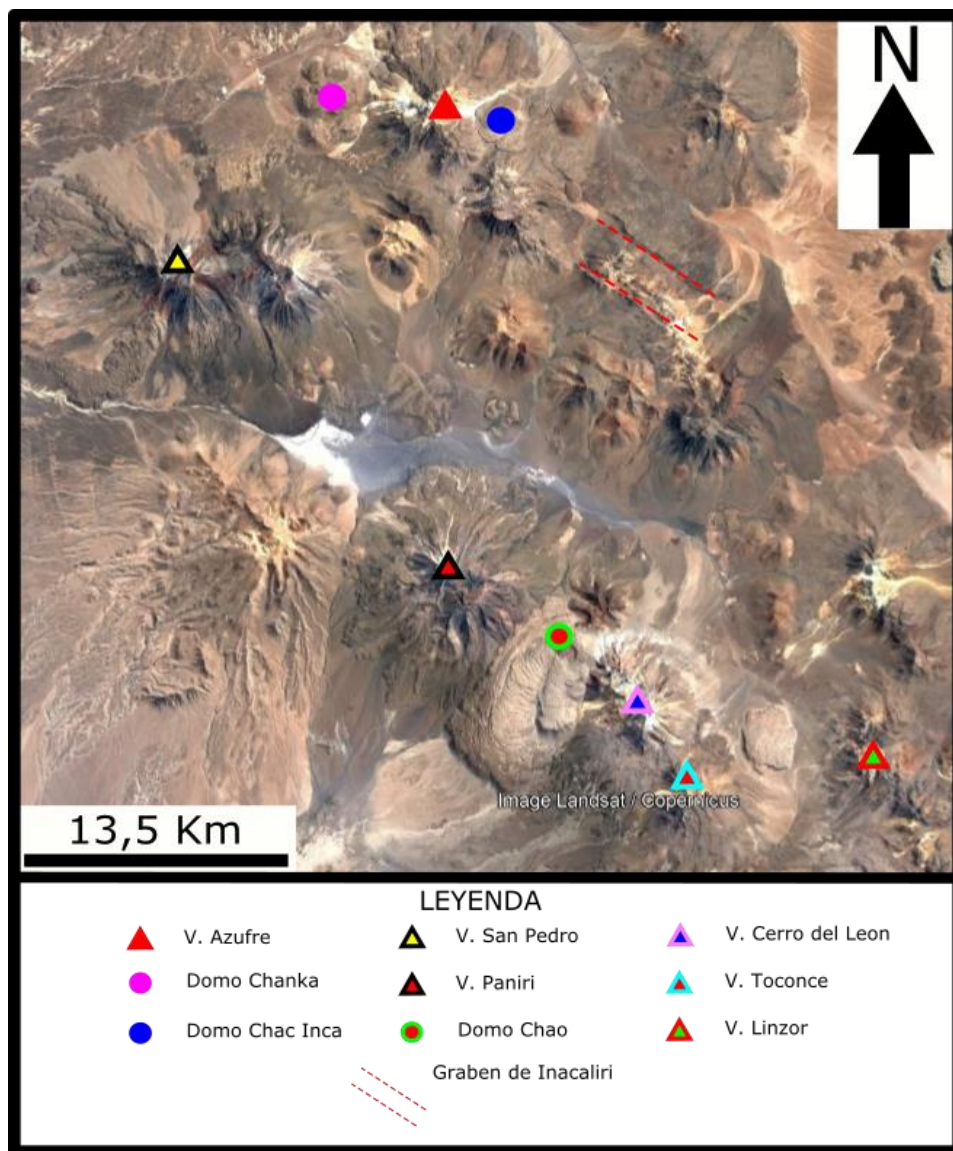 N
Image Landsat / Copernicus
13,5 Km
LEYENDA
V. Azufre
V. San Pedro
V. Cerro del Leon
Domo Chanka
V. Paniri
V. Toconce
Domo Chac Inca
Domo Chao
V. Linzor
Graben de Inacaliri